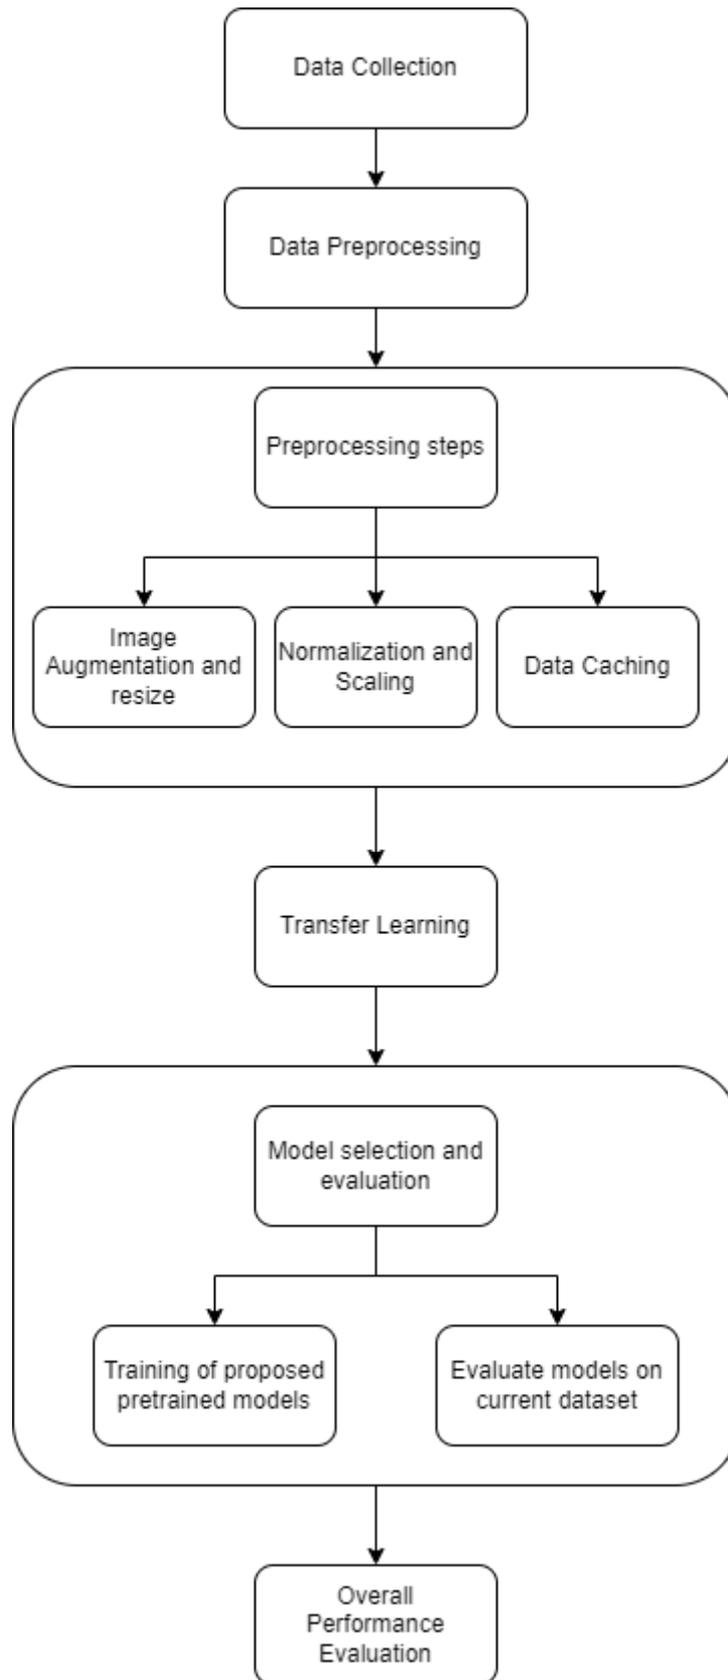 Data Collection
Data Preprocessing
Preprocessing steps
Image
Augmentation and
resize
Normalization and
Scaling
Data Caching
Transfer Learning
Model selection and
evaluation
Training of proposed
pretrained models
Evaluate models on
current dataset
Overall
Performance
Evaluation